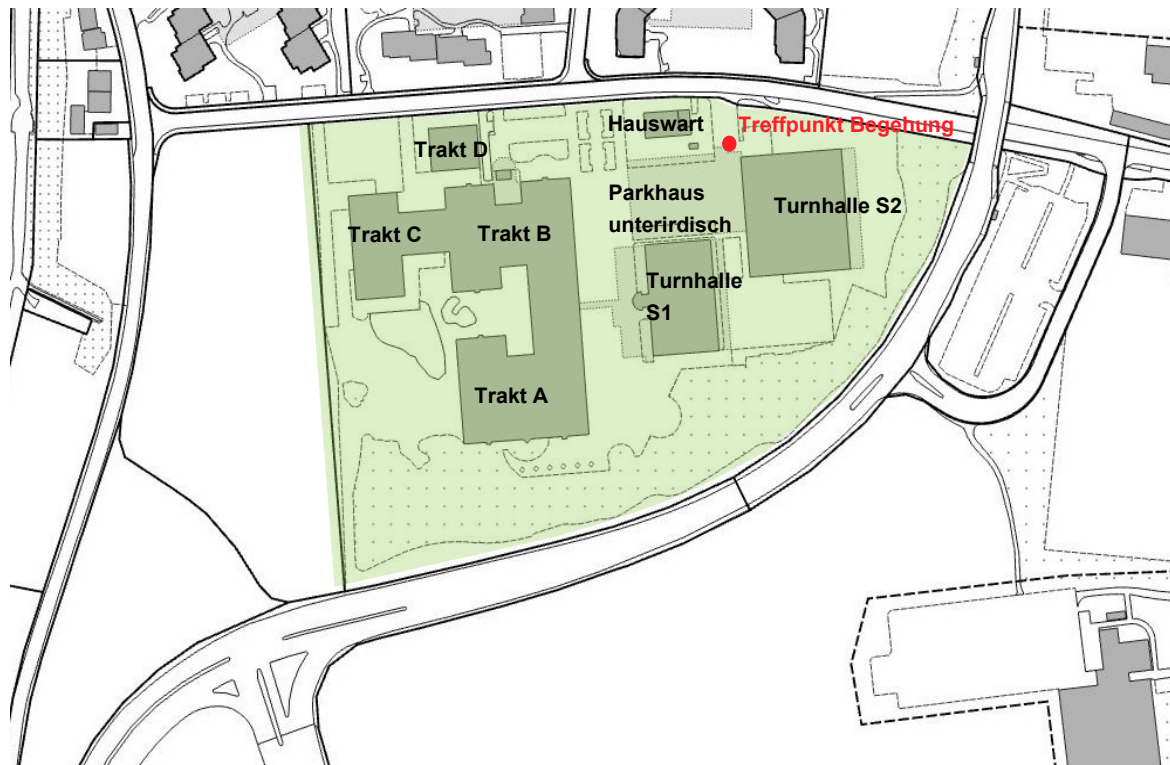 Hauswart
Treffpunkt Begehung
Trakt D
Parkhaus
unterirdisch
Turnhalle S2
Trakt C
Trakt B
Turnhalle
S1
Trakt A